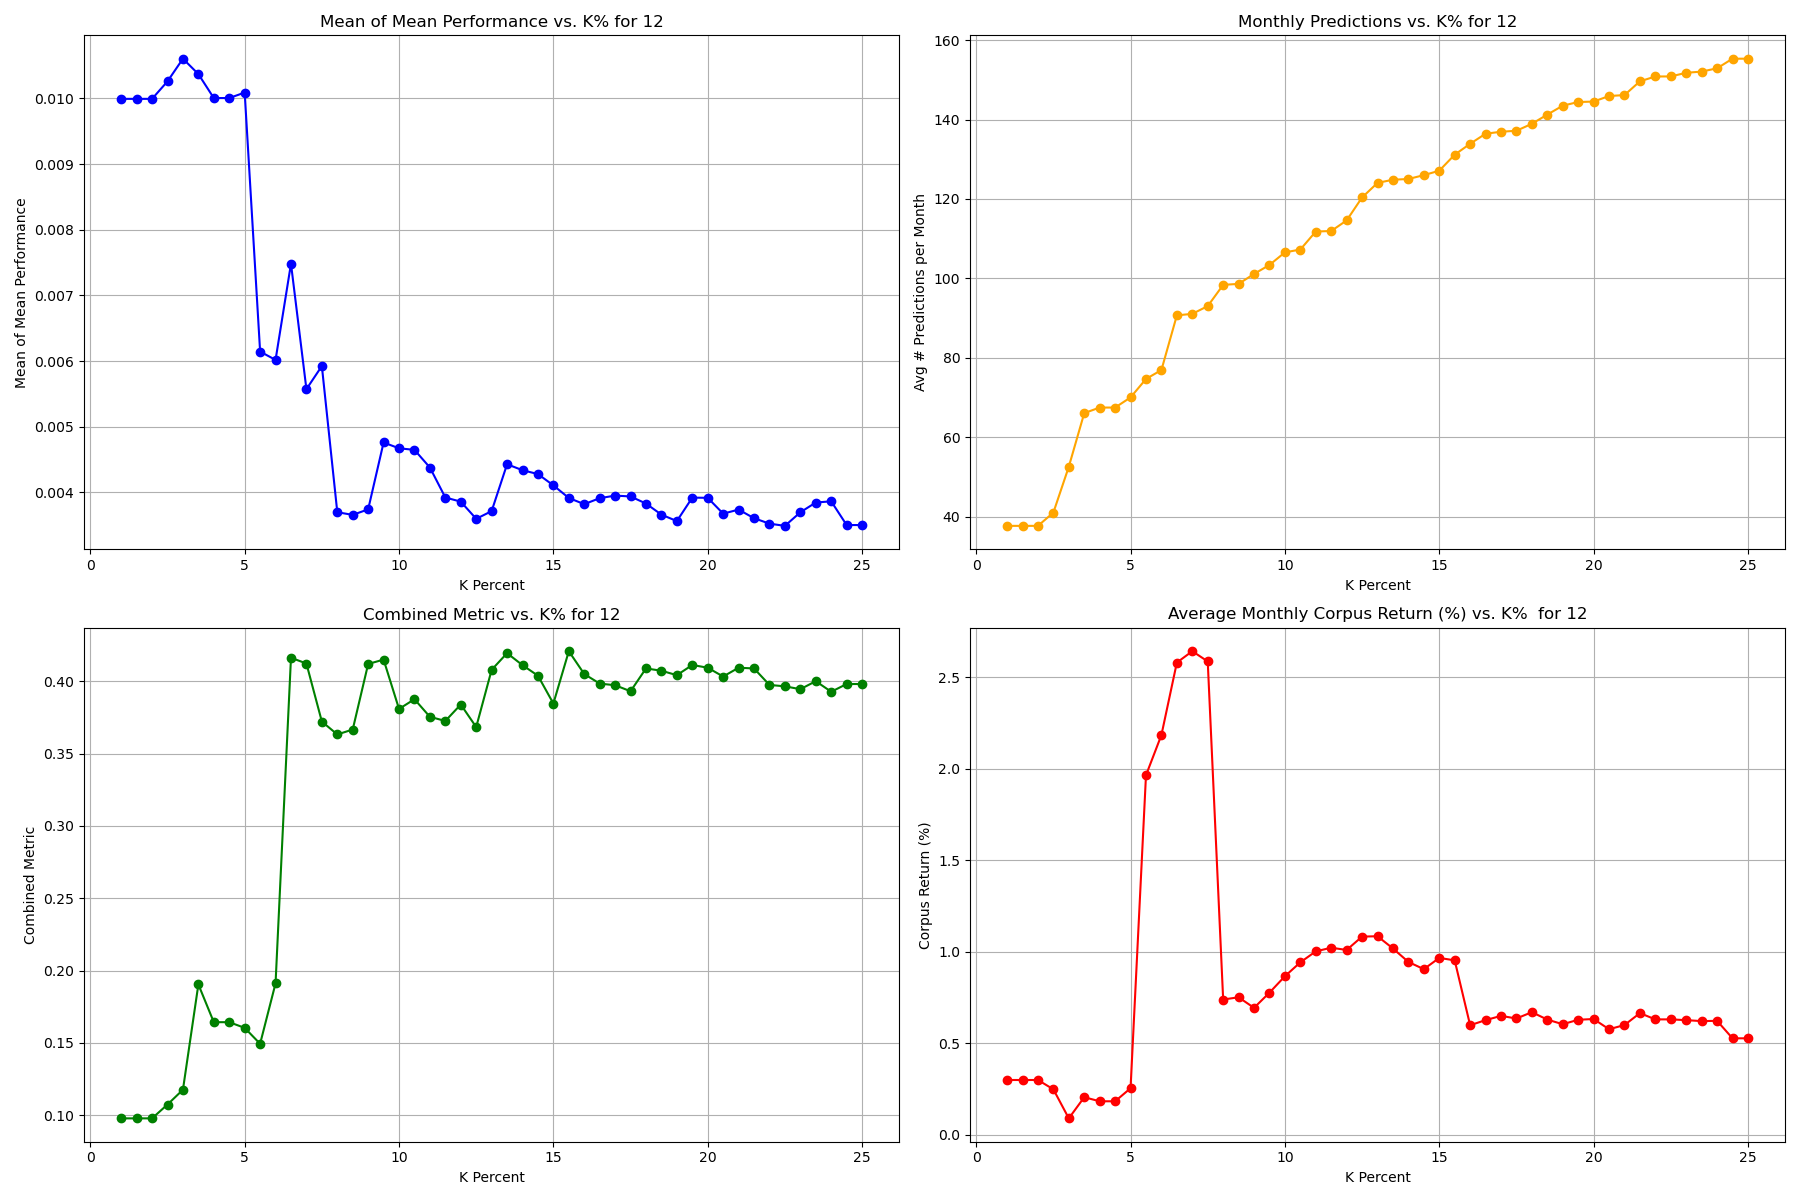 Mean of Mean Performance vs. K% for 12
Mean of Mean Performance
0.010
0.009
0.008
0.007
0.006
0.005
0.004
0 5 10 15 20 25
K Percent
Monthly Predictions vs. K% for 12
Avg # Predictions per Month
160
140
120
100
80
60
40
0 5 10 15 20 25
K Percent
Combined Metric vs. K% for 12
Combined Metric
0.40
0.35
0.30
0.25
0.20
0.15
0.10
0 5 10 15 20 25
K Percent
Average Monthly Corpus Return (%) vs. K%  for 12
Corpus Return (%)
2.5
2.0
1.5
1.0
0.5
0.0
0 5 10 15 20 25
K Percent